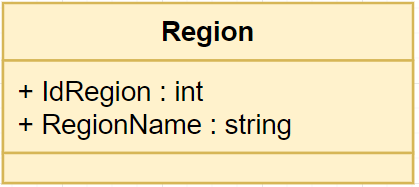 Region
+ IdRegion : int
+ RegionName : string